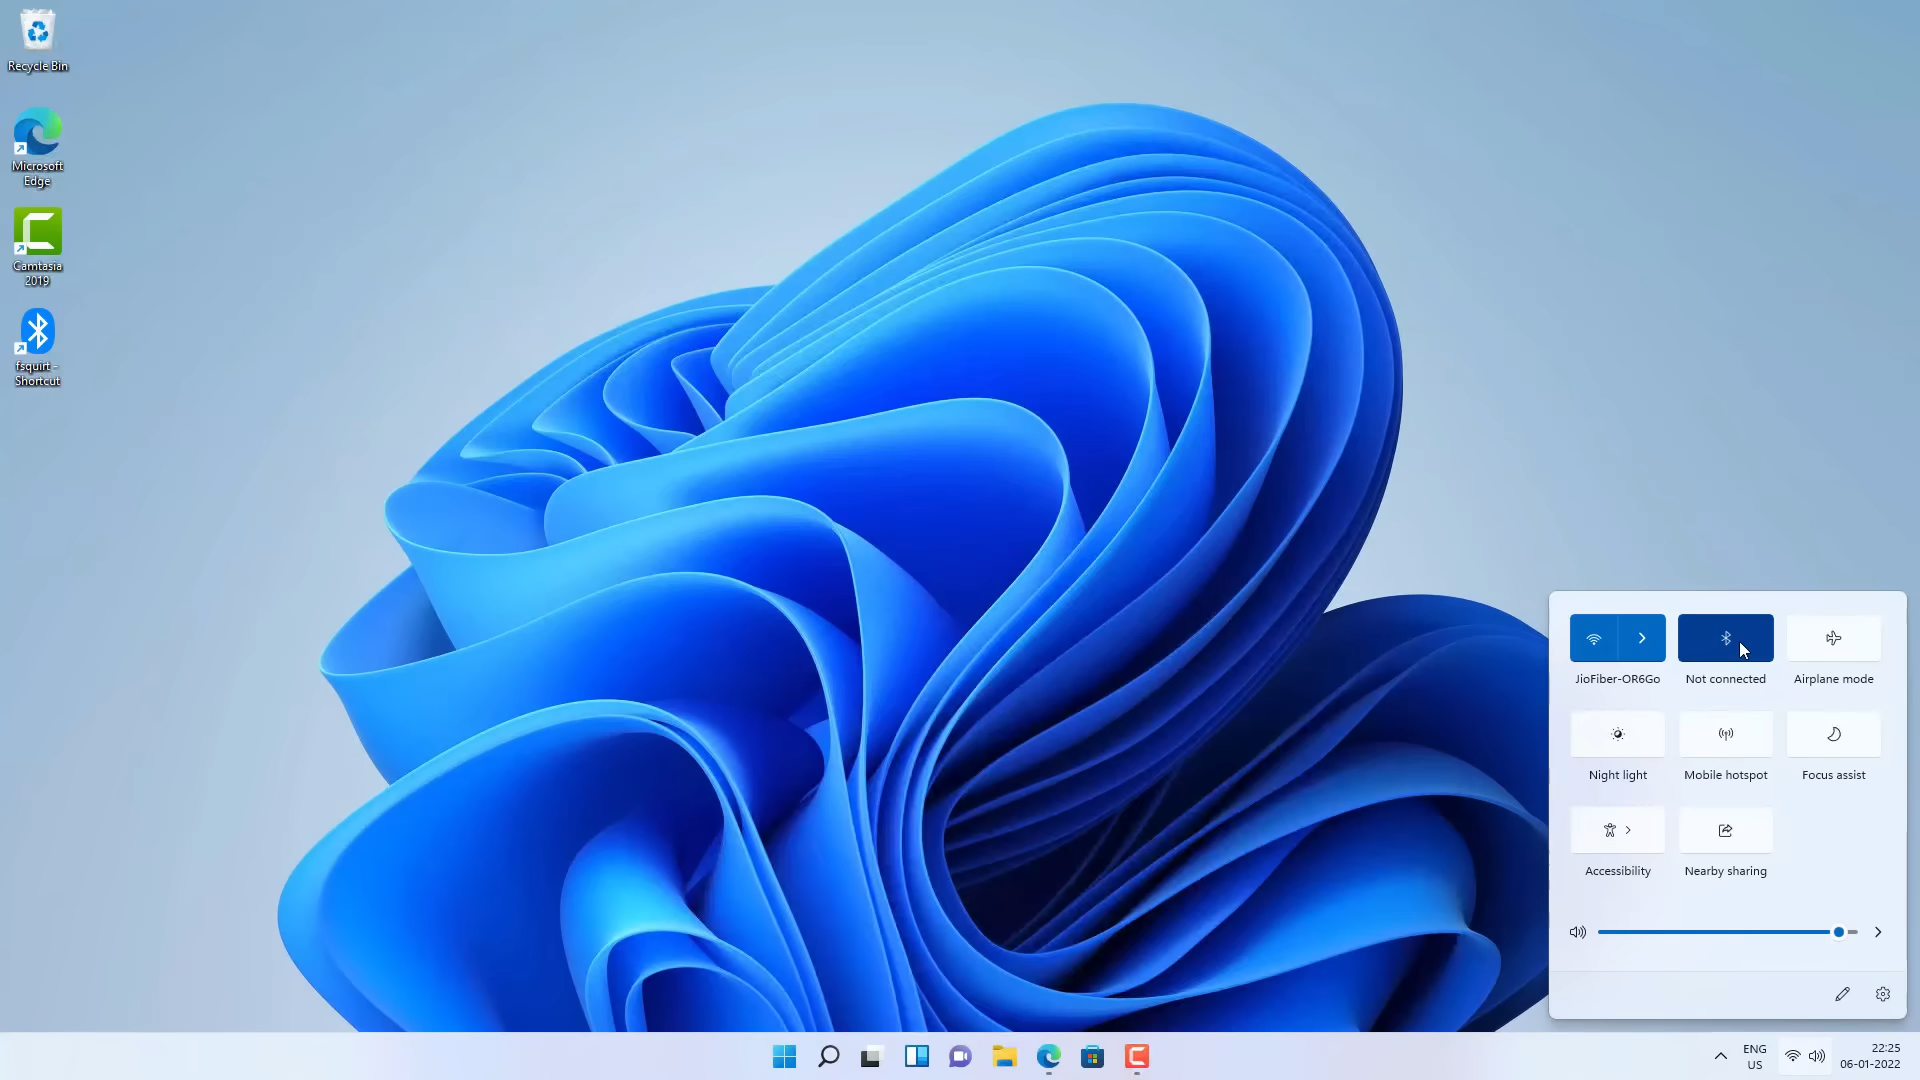 Recycle Bin
Microsoft
Edge
Camtasia
2019
fsquirt -
Shortcut
JioFiber-OR6Go
Not connected
Airplane mode
Night light
Mobile hotspot
Focus assist
Accessibility
Nearby sharing
ENG
US
22:25
06-01-2022